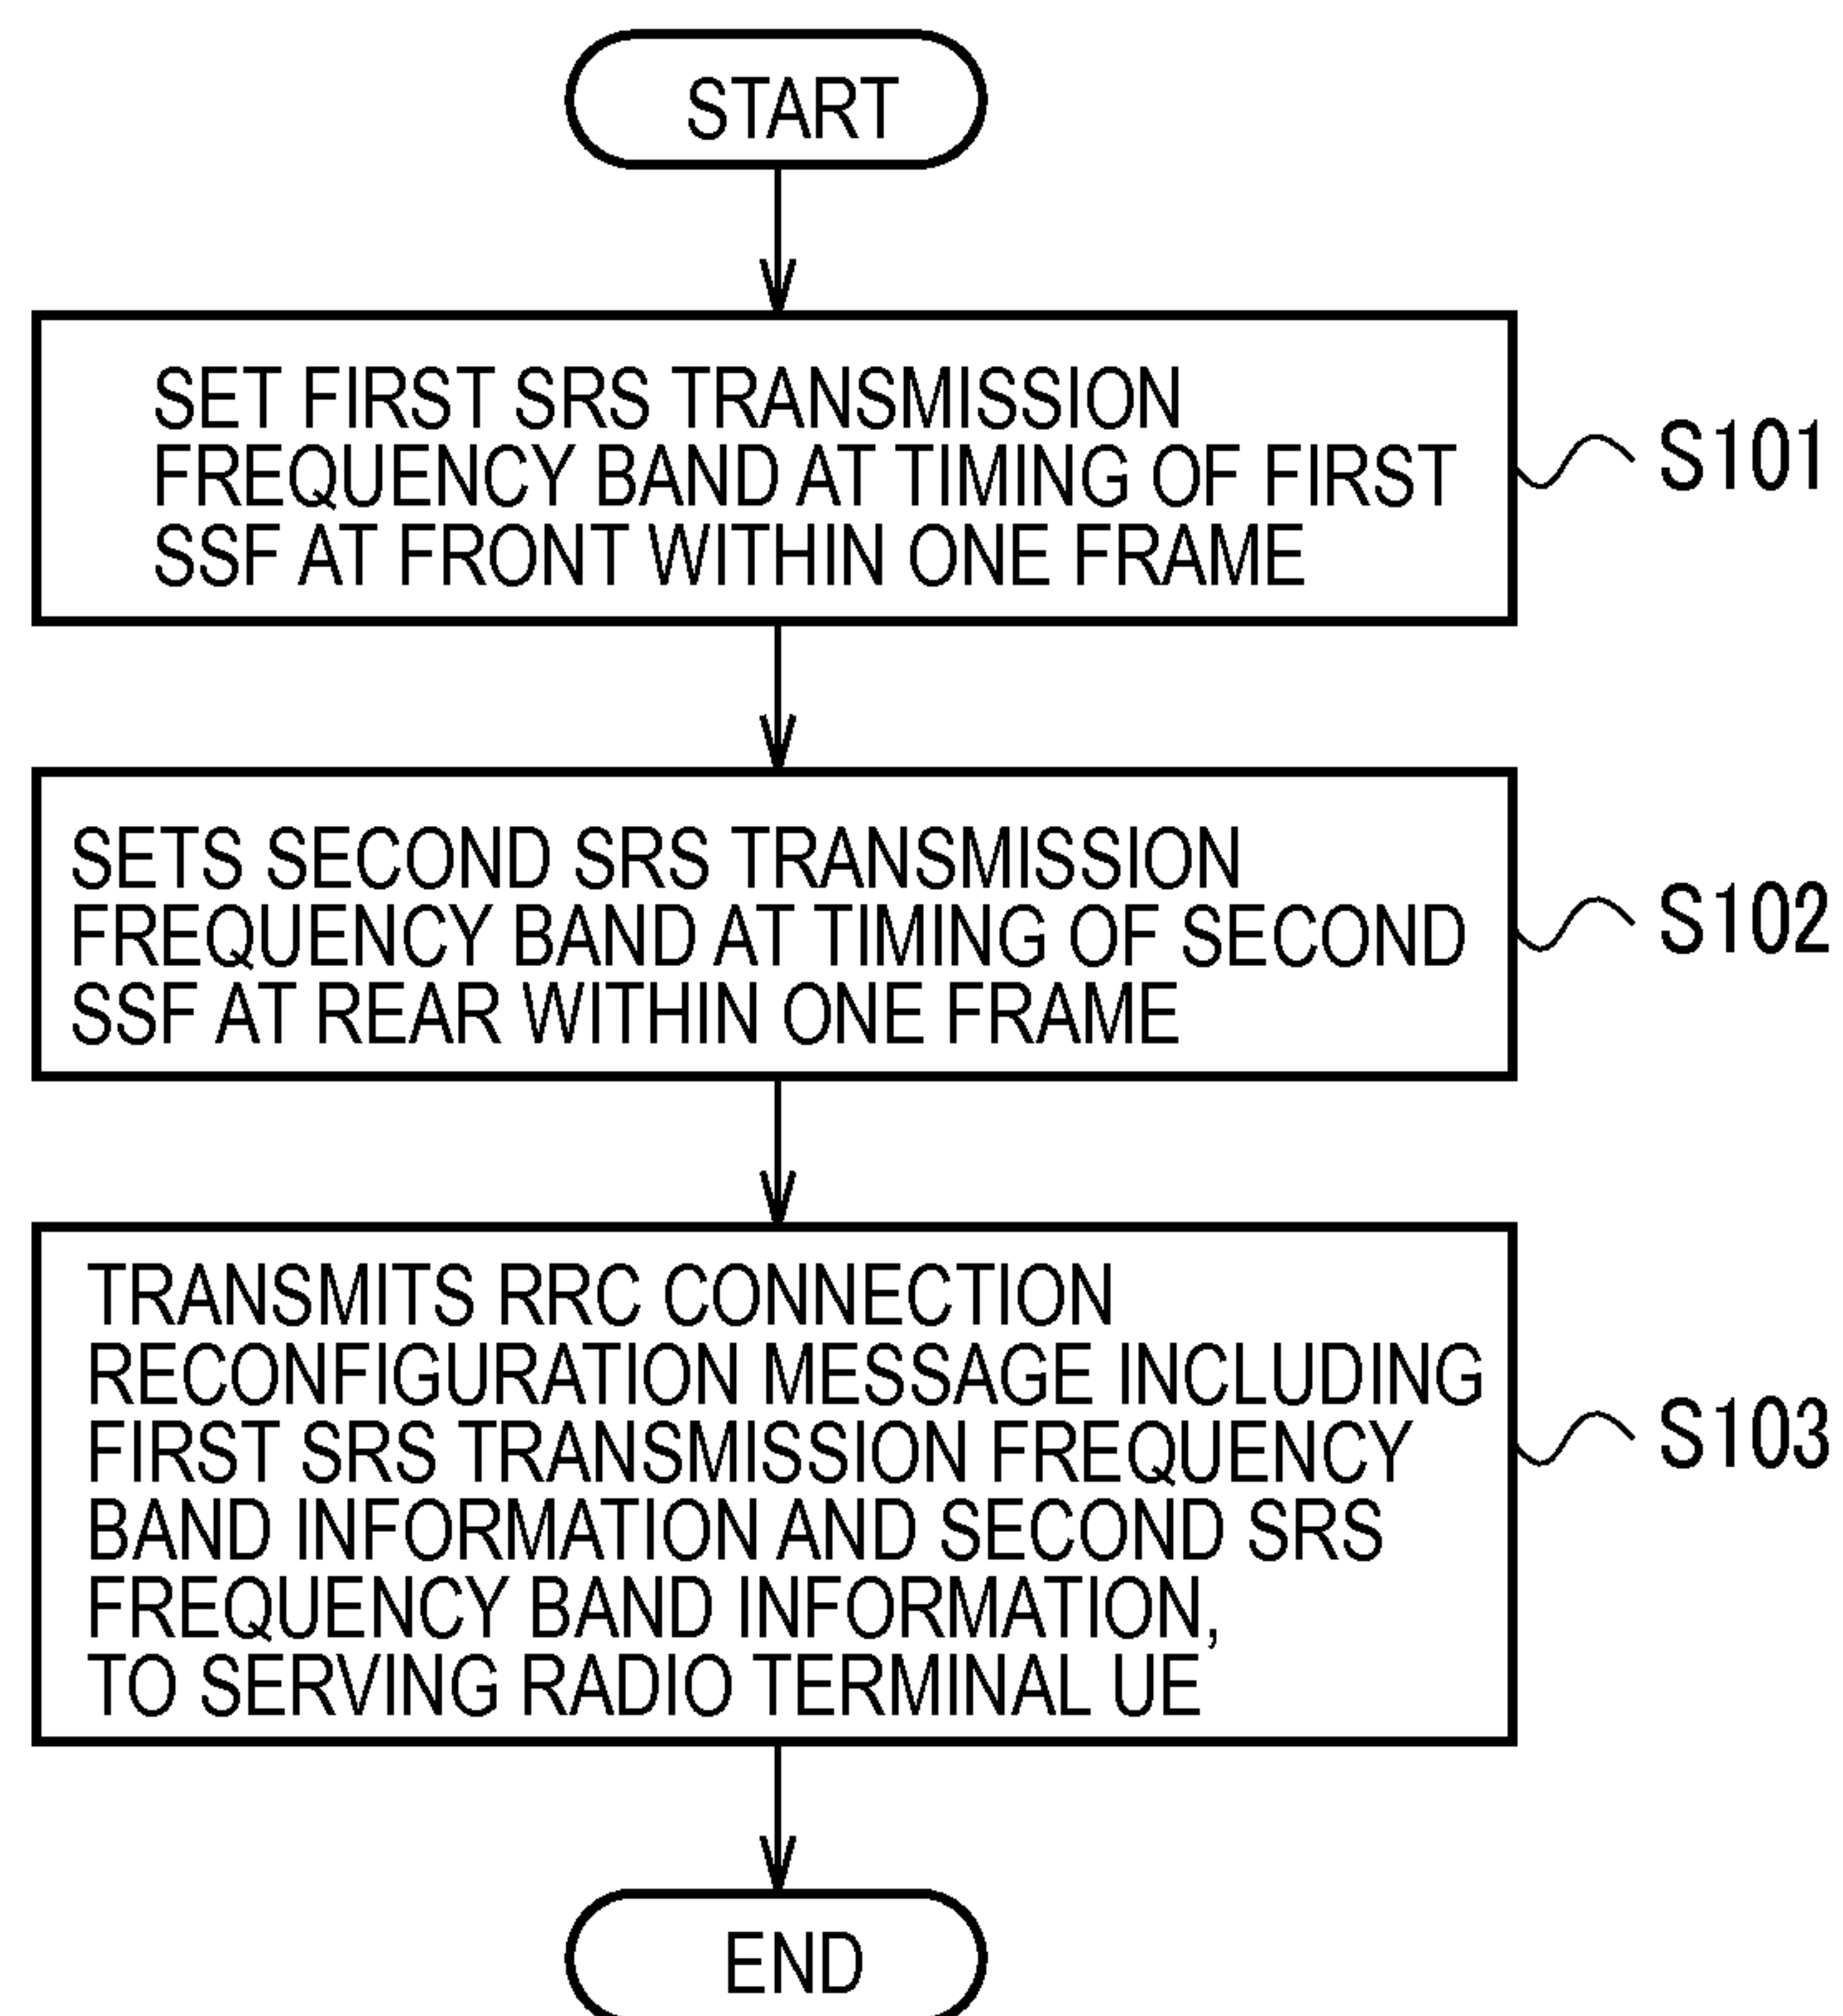 START
SET FIRST SRS TRANSMISSION
FREQUENCY BAND AT TIMING OF FIRST
SSF AT FRONT WITHIN ONE FRAME
S101
SETS SECOND SRS TRANSMISSION
FREQUENCY BAND AT TIMING OF SECOND
SSF AT REAR WITHIN ONE FRAME
S102
TRANSMITS RRC CONNECTION
RECONFIGURATION MESSAGE INCLUDING
FIRST SRS TRANSMISSION FREQUENCY
BAND INFORMATION AND SECOND SRS
FREQUENCY BAND INFORMATION,
TO SERVING RADIO TERMINAL UE
S103
END